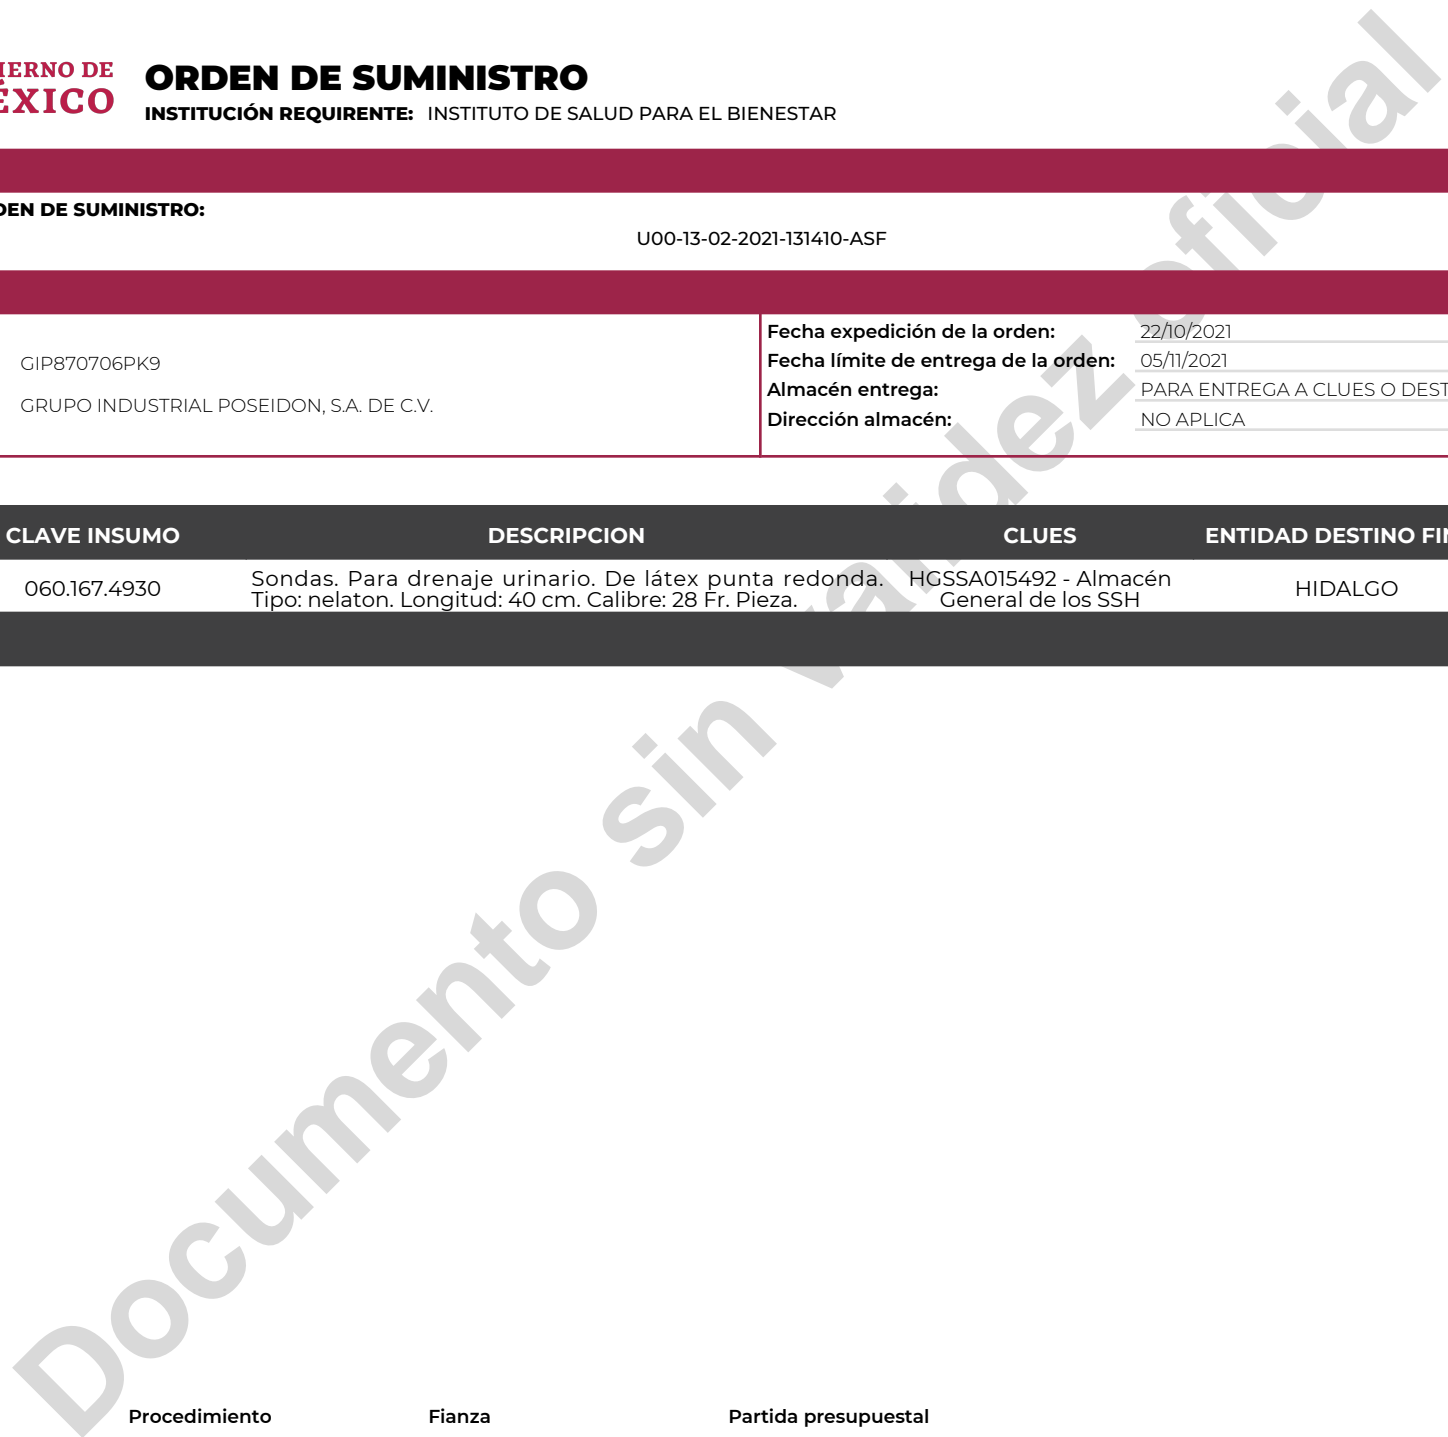 IERNO DE
ÉXICO
ORDEN DE SUMINISTRO
INSTITUCIÓN REQUIRENTE: INSTITUTO DE SALUD PARA EL BIENESTAR
DEN DE SUMINISTRO:
U00-13-02-2021-131410-ASF
GIP870706PK9
GRUPO INDUSTRIAL POSEIDON, S.A. DE C.V.
Fecha expedición de la orden: 22/10/2021
Fecha límite de entrega de la orden: 05/11/2021
Almacén entrega: PARA ENTREGA A CLUES O DEST
Dirección almacén: NO APLICA
CLAVE INSUMO DESCRIPCION CLUES ENTIDAD DESTINO FIN
060.167.4930
Sondas. Para drenaje urinario. De látex punta redonda.
Tipo: nelaton. Longitud: 40 cm. Calibre: 28 Fr. Pieza.
HGSSA015492 - Almacén
General de los SSH
HIDALGO
Documento sin validez oficial
Procedimiento Fianza Partida presupuestal